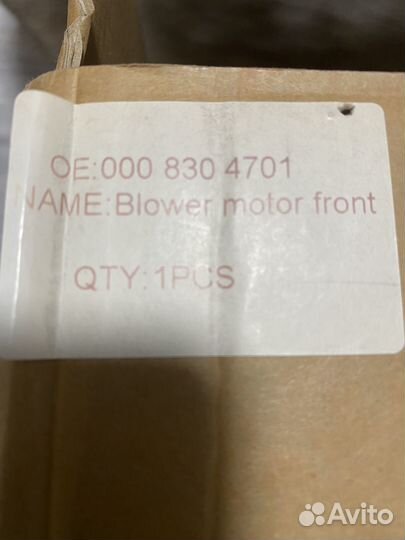 OE:000 830 4701
NAME:Blower motor front
QTY:1PCS
Avito